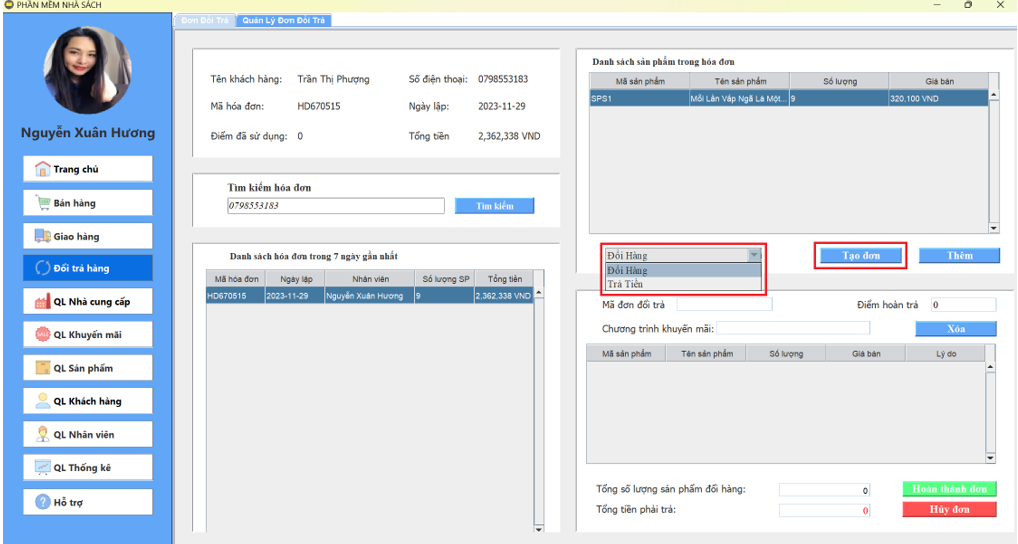 PHẦN MỀM NHÀ SÁCH
Đơn Đổi Trả
Quản Lý Đơn Đổi Trả
Nguyễn Xuân Hương
Trang chủ
Bán hàng
Giao hàng
Đổi trả hàng
QL Nhà cung cấp
QL Khuyến mãi
QL Sản phẩm
QL Khách hàng
QL Nhân viên
QL Thống kê
Hỗ trợ
Tên khách hàng: Trần Thị Phượng Số điện thoại: 0798553183
Mã hóa đơn: HD670515 Ngày lập: 2023-11-29
Điểm đã sử dụng: 0 Tổng tiền 2,362,338 VND
Tìm kiếm hóa đơn
0798553183 Tìm kiếm
Danh sách hóa đơn trong 7 ngày gần nhất
Mã hóa đơn Ngày lập Nhân viên Số lượng SP Tổng tiền
HD670515 2023-11-29 Nguyễn Xuân Hương 9 2,362,338 VND
Danh sách sản phẩm trong hóa đơn
Mã sản phẩm Tên sản phẩm Số lượng Giá bán
SPS1 Mỗi Lần Vấp Ngã Là Một... 9 320,100 VND
Đổi Hàng Tạo đơn Thêm
Đổi Hàng
Trả Tiền
Mã đơn đổi trả Điểm hoàn trả 0
Chương trình khuyến mãi: Xóa
Mã sản phẩm Tên sản phẩm Số lượng Giá bán Lý do
Tổng số lượng sản phẩm đổi hàng: 0 Hoàn thành đơn
Tổng tiền phải trả: 0 Hủy đơn